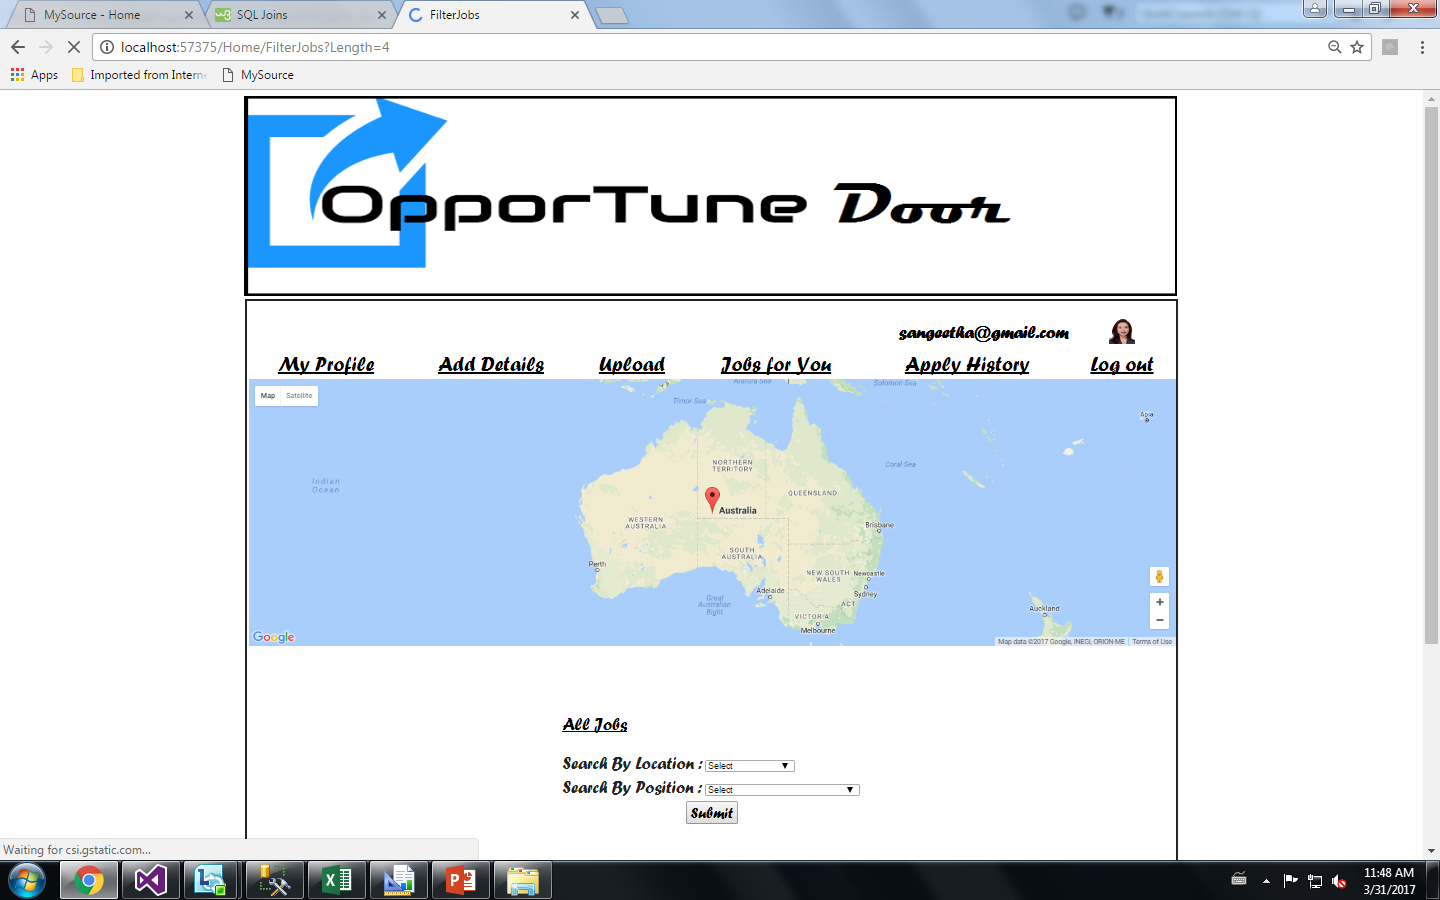 MySource - Home
SQL Joins
FilterJobs
localhost:57375/Home/FilterJobs?Length=4
Apps
Imported from Intern
MySource
OpporTune Door
sangeetha@gmail.com
My Profile
Add Details
Upload
Jobs for You
Apply History
Log out
Map
Satellite
Arafura Sea
Solomon Sea
Timor Sea
Apia
NORTHERN
TERRITORY
Coral Sea
Indian
Ocean
QUEENSLAND
Australia
WESTERN
AUSTRALIA
Brisbane
SOUTH
AUSTRALIA
Perth
NEW SOUTH
WALES
Newcastle
Adelaide
Sydney
Great
Australian
Bight
ACT
Auckland
VICTORIA
Melbourne
Google
Map data ©2017 Google, INEGI, ORION-ME
Terms of Use
All Jobs
Search By Location : Select
Search By Position : Select
Submit
Waiting for csi.gstatic.com...
11:48 AM
3/31/2017